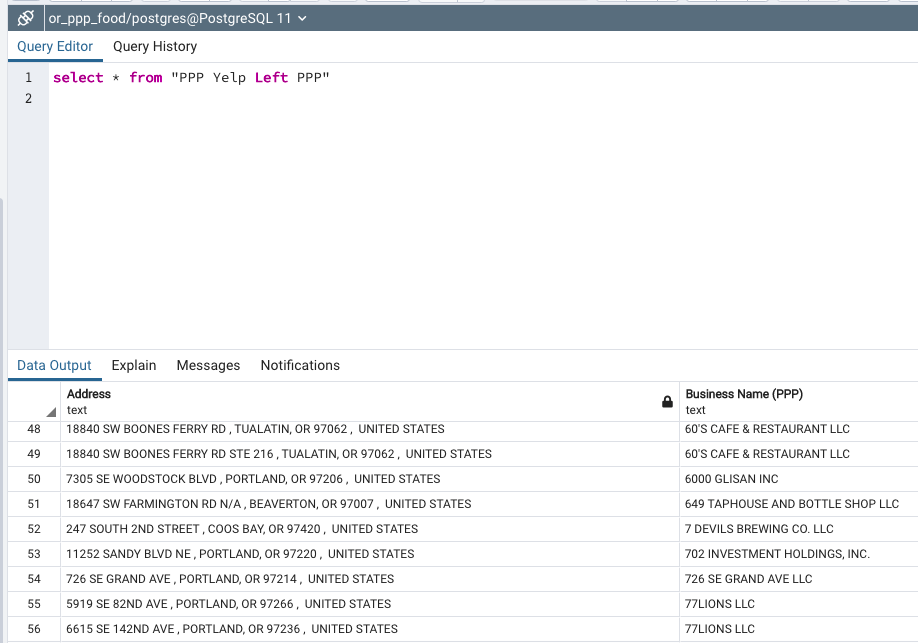 or_ppp_food/postgres@PostgreSQL 11
Query Editor Query History
1 select * from "PPP Yelp Left PPP"
2
Data Output Explain Messages Notifications
Address Business Name (PPP)
text text
48 18840 SW BOONES FERRY RD , TUALATIN, OR 97062 , UNITED STATES 60'S CAFE & RESTAURANT LLC
49 18840 SW BOONES FERRY RD STE 216 , TUALATIN, OR 97062 , UNITED STATES 60'S CAFE & RESTAURANT LLC
50 7305 SE WOODSTOCK BLVD , PORTLAND, OR 97206 , UNITED STATES 6000 GLISAN INC
51 18647 SW FARMINGTON RD N/A , BEAVERTON, OR 97007 , UNITED STATES 649 TAPHOUSE AND BOTTLE SHOP LLC
52 247 SOUTH 2ND STREET , COOS BAY, OR 97420 , UNITED STATES 7 DEVILS BREWING CO. LLC
53 11252 SANDY BLVD NE , PORTLAND, OR 97220 , UNITED STATES 702 INVESTMENT HOLDINGS, INC.
54 726 SE GRAND AVE , PORTLAND, OR 97214 , UNITED STATES 726 SE GRAND AVE LLC
55 5919 SE 82ND AVE , PORTLAND, OR 97266 , UNITED STATES 77LIONS LLC
56 6615 SE 142ND AVE , PORTLAND, OR 97236 , UNITED STATES 77LIONS LLC